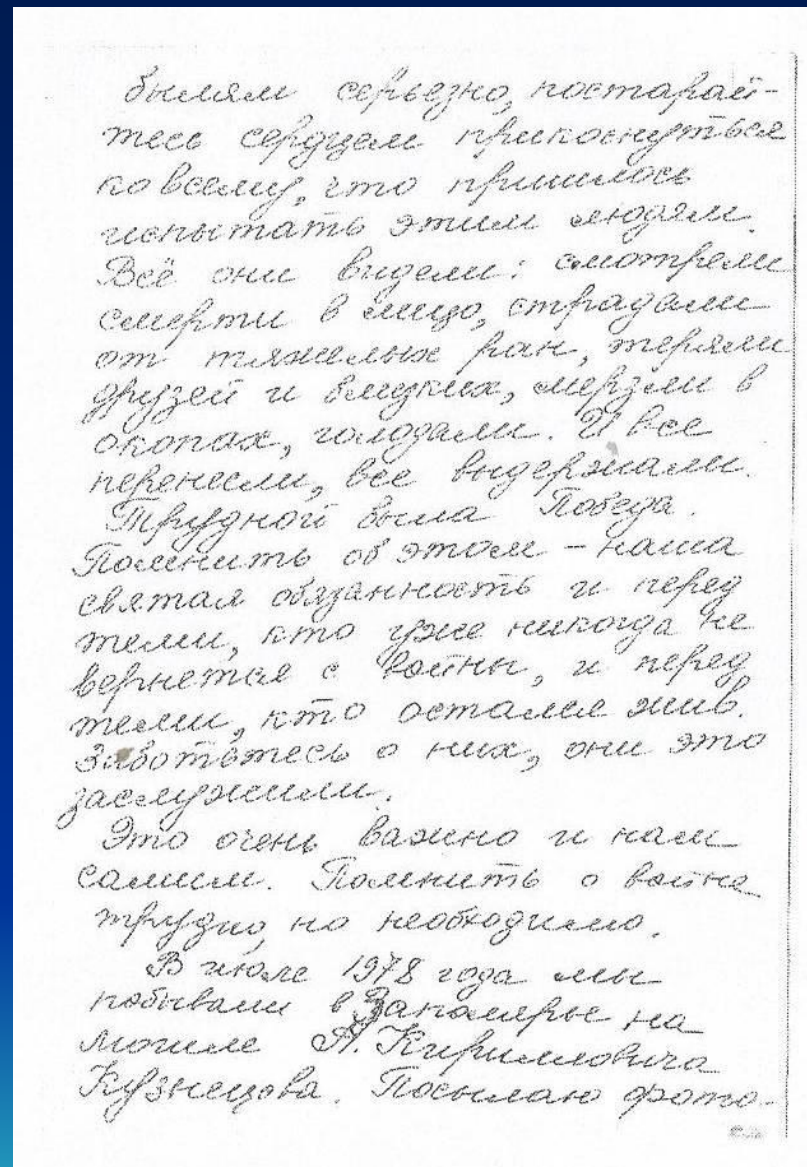 былям серьезно, постарай-
тесь сердцем прикоснуться
ко всему, что пришлось
испытать этим людям.
Всё они видели: смотрели
смерти в лицо, страдали
от тяжелых ран, теряли
друзей и близких, мерзли в
окопах, голодали. И все
перенесли, все выдержали.
Трудной была Победа.
Помнить об этом – наша
святая обязанность и перед
теми, кто уже никогда не
вернется с войны, и перед
теми, кто остался жив.
Заботьтесь о них, они это
заслужили.
Это очень важно и нам
самим. Помнить о войне
трудно, но необходимо.
В июле 1978 года мы
побывали в Заполярье на
могиле А. Кирилловича
Кузнецова. Посылаю фото-